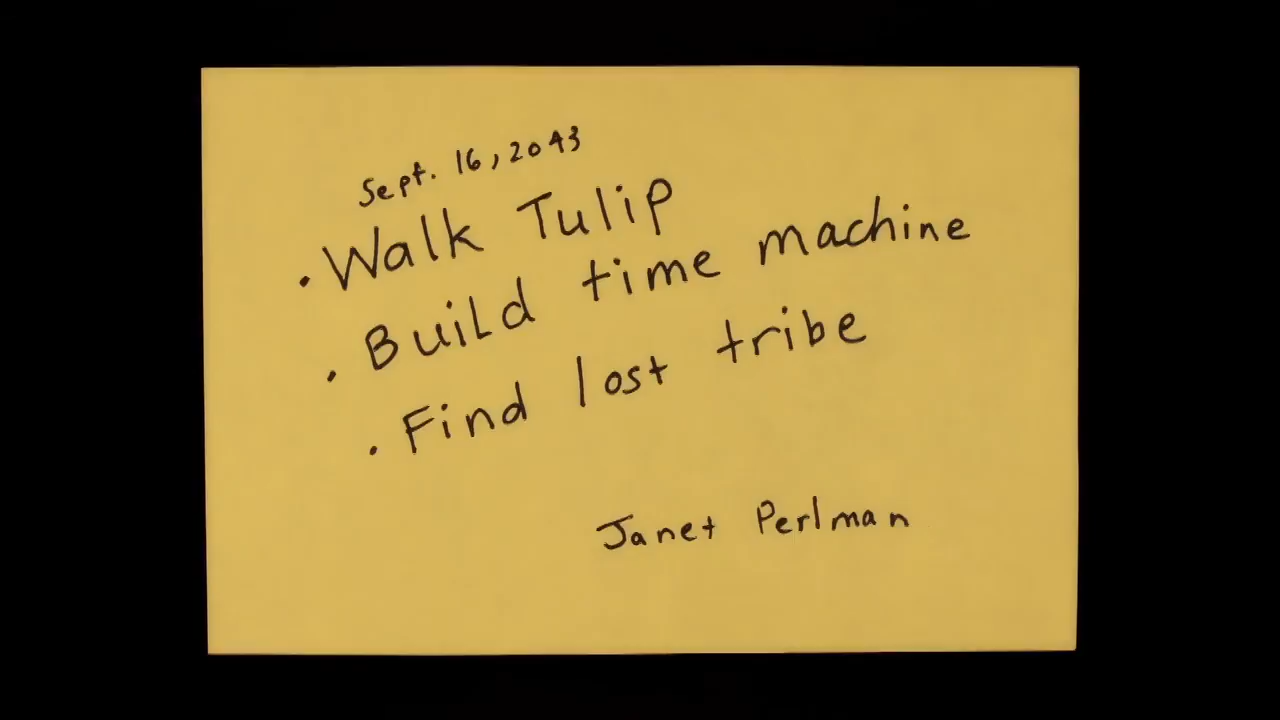 Sept. 16, 2043
• Walk Tulip
• Build time machine
• Find lost tribe
Janet Perlman